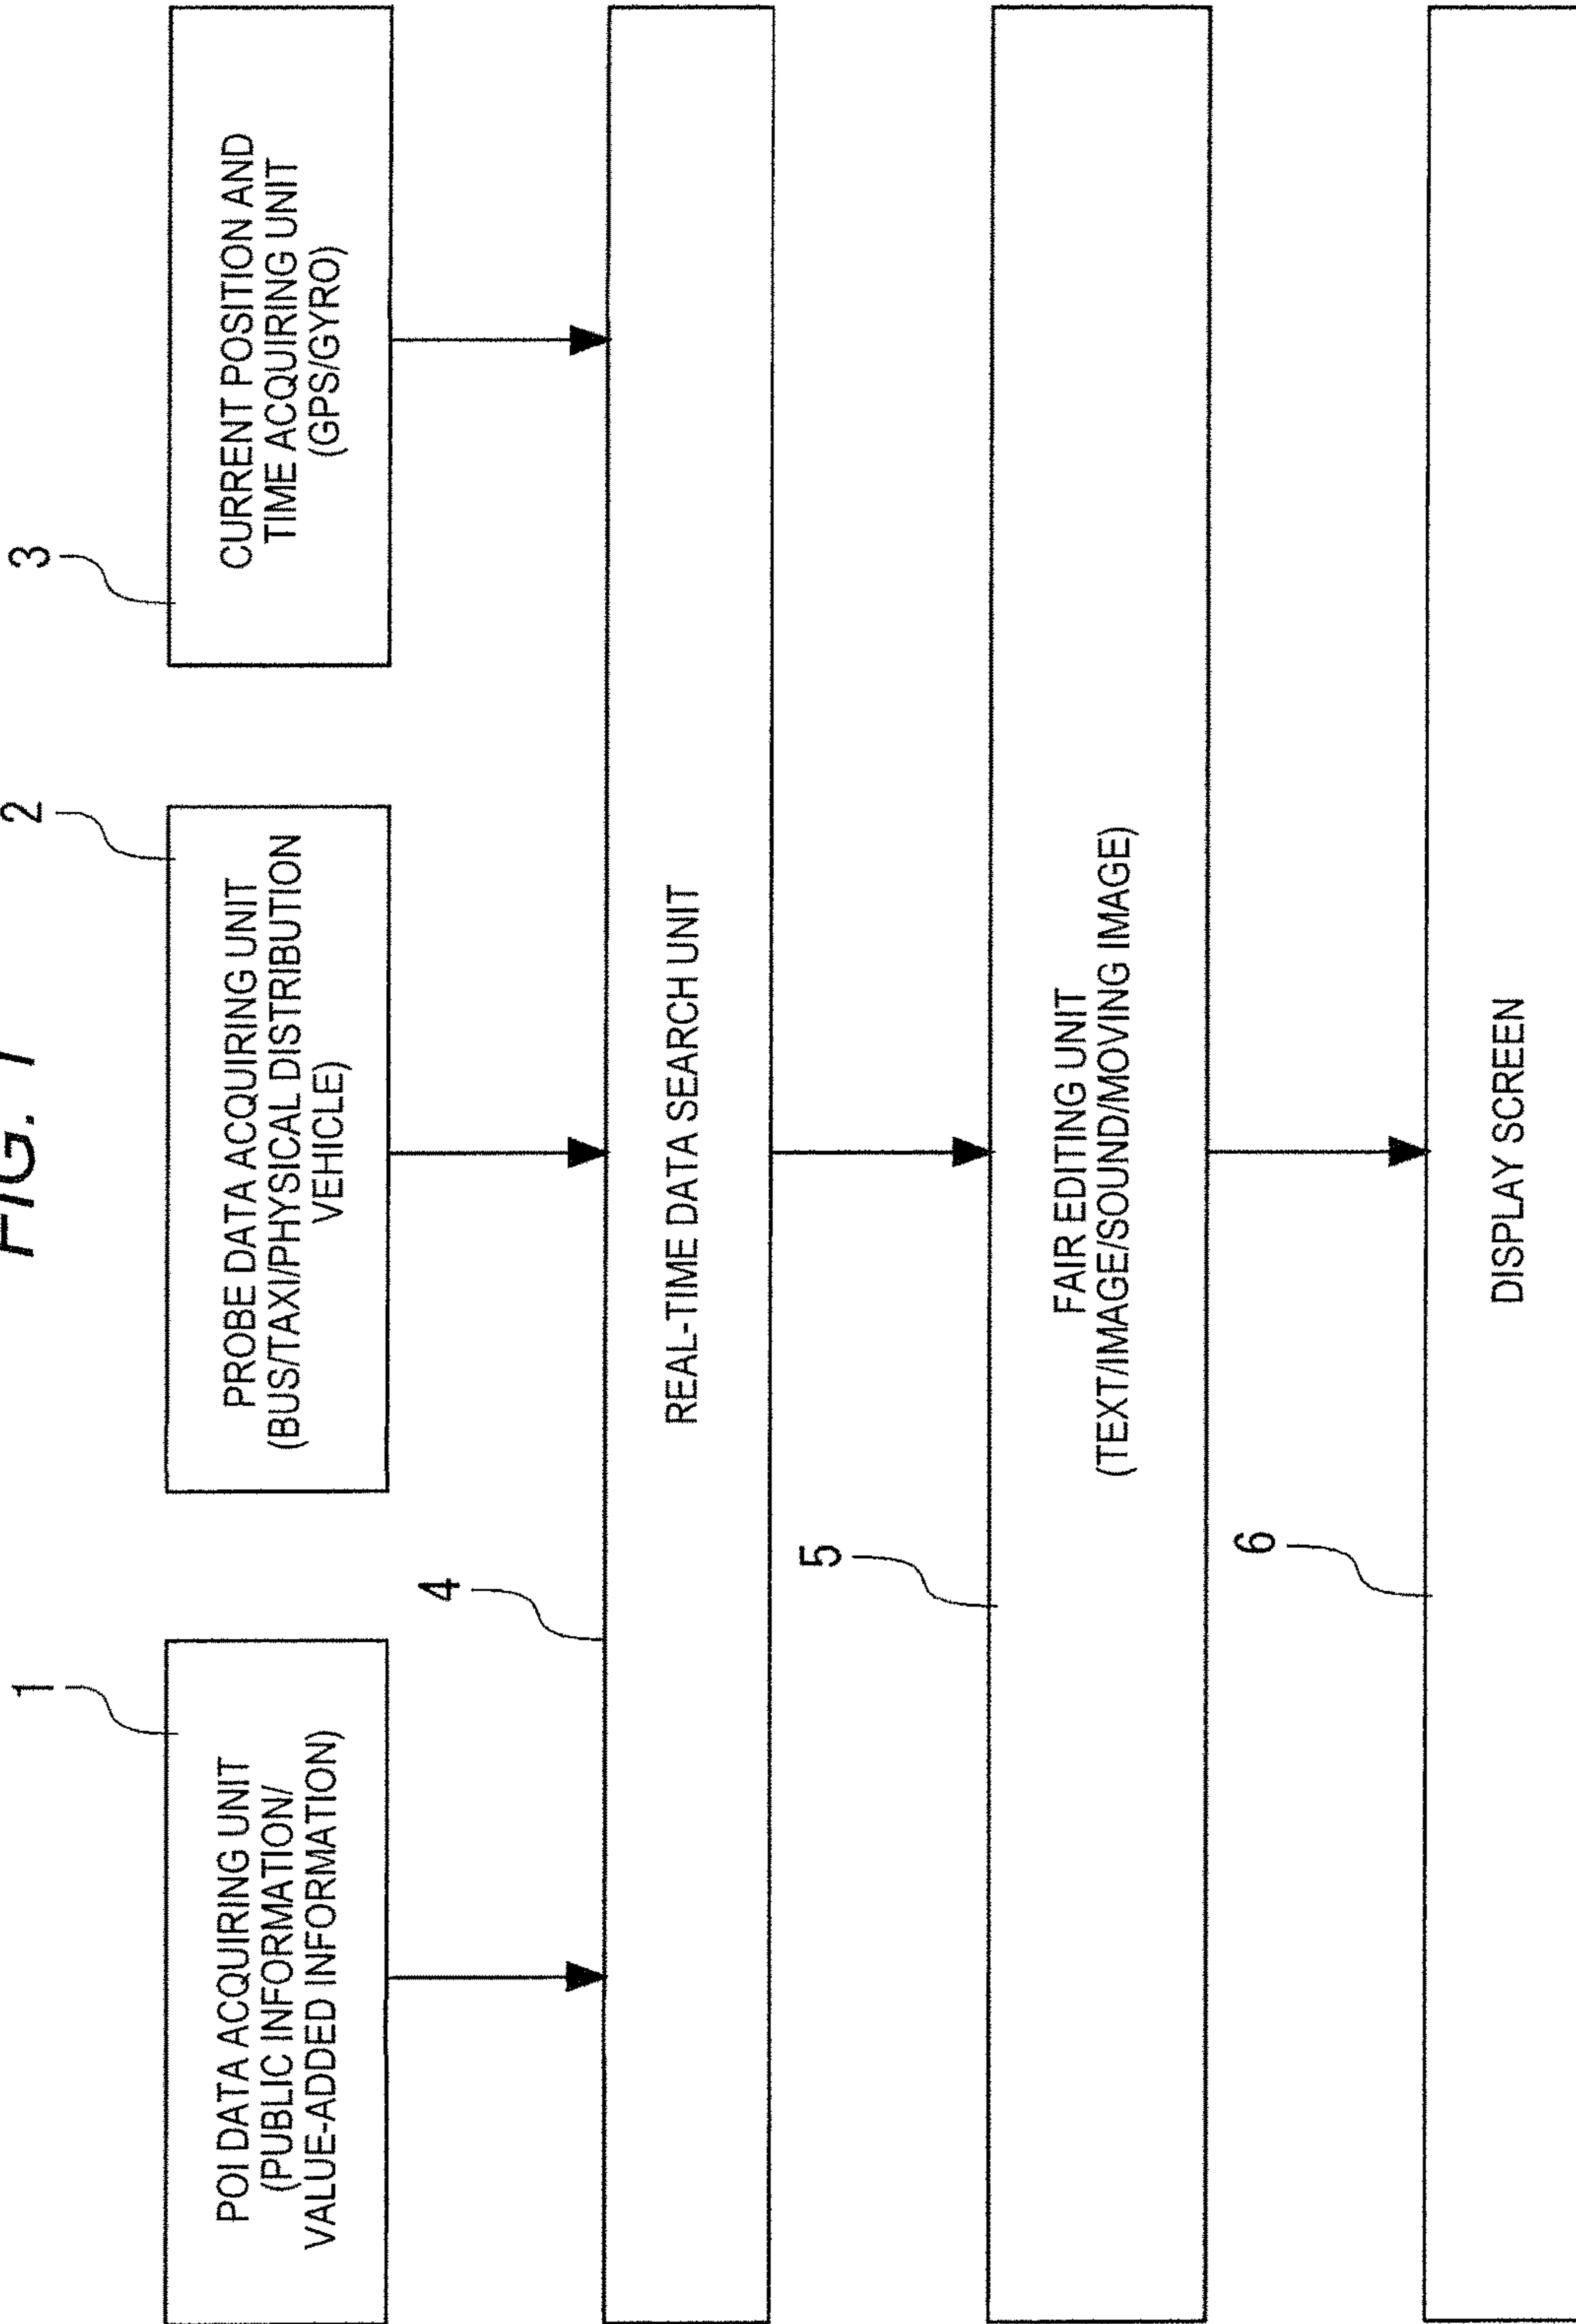 FIG. 1
1
POI DATA ACQUIRING UNIT
(PUBLIC INFORMATION/
VALUE-ADDED INFORMATION)
2
PROBE DATA ACQUIRING UNIT
(BUS/TAXI/PHYSICAL DISTRIBUTION
VEHICLE)
3
CURRENT POSITION AND
TIME ACQUIRING UNIT
(GPS/GYRO)
4
REAL-TIME DATA SEARCH UNIT
5
FAIR EDITING UNIT
(TEXT/IMAGE/SOUND/MOVING IMAGE)
6
DISPLAY SCREEN